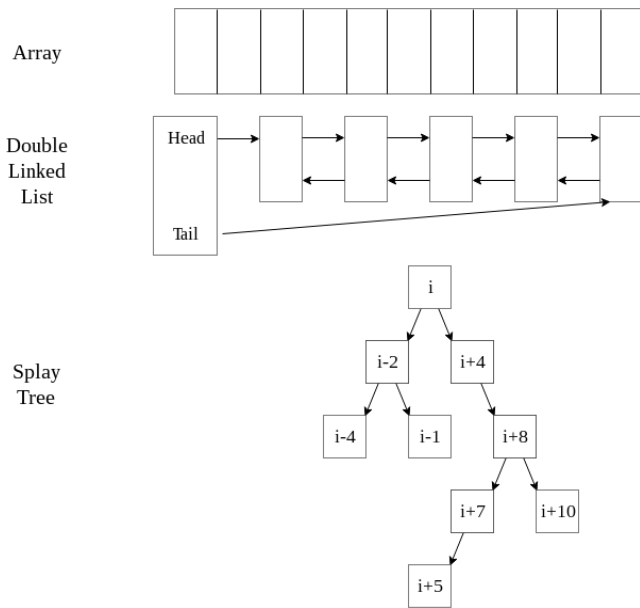 Array
Double
Linked
List
Head
Tail
Splay
Tree
i
i-2
i+4
i-4
i-1
i+8
i+7
i+10
i+5